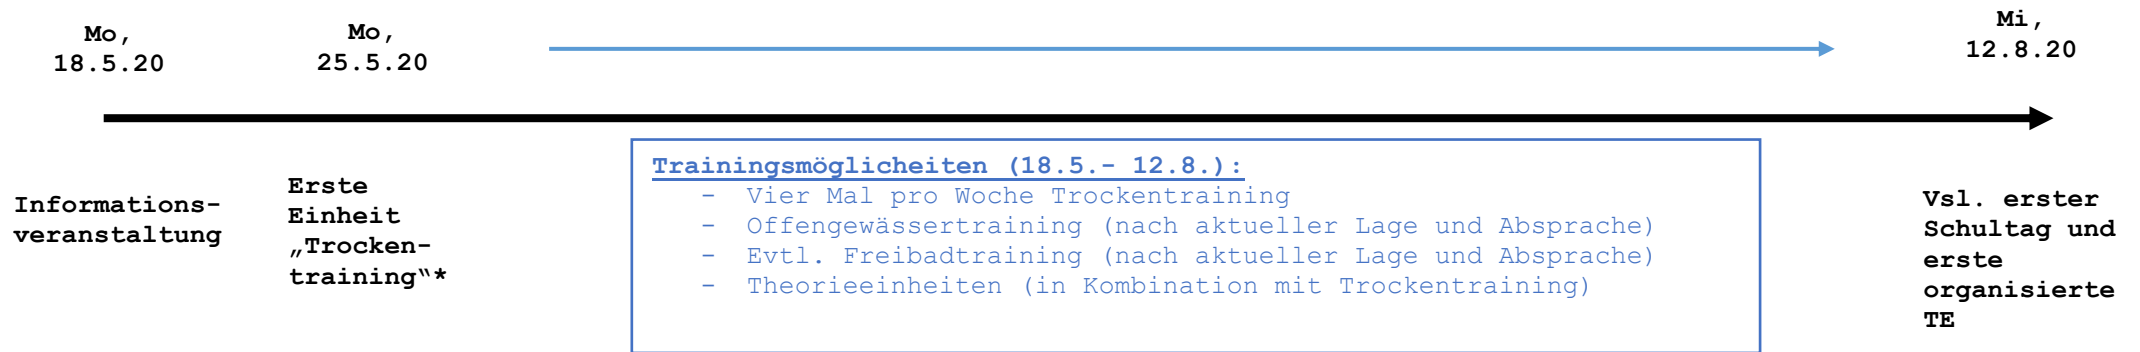 Mo,
18.5.20
Mo,
25.5.20
Mi,
12.8.20
Informations-
veranstaltung
Erste
Einheit
„Trocken-
training“*
Trainingsmöglicheiten (18.5.- 12.8.):
- Vier Mal pro Woche Trockentraining
- Offengewässertraining (nach aktueller Lage und Absprache)
- Evtl. Freibadtraining (nach aktueller Lage und Absprache)
- Theorieeinheiten (in Kombination mit Trockentraining)
Vsl. erster
Schultag und
erste
organisierte
TE